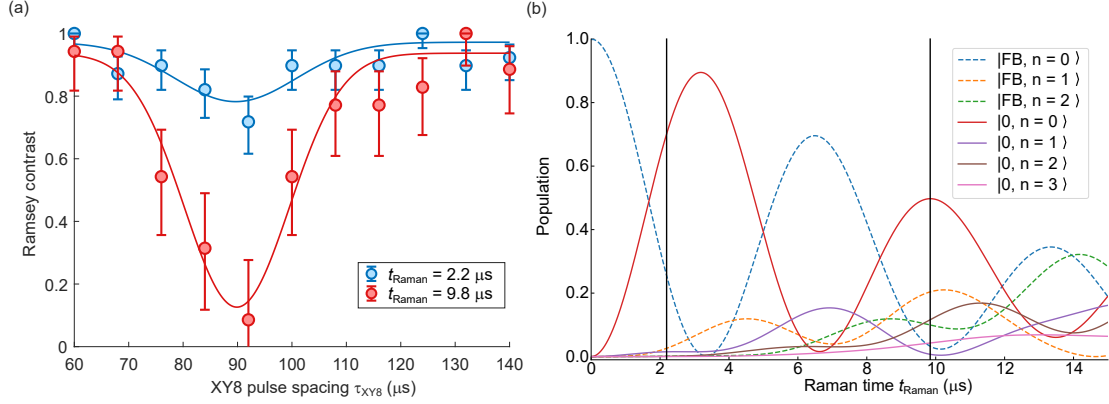 (a)
Ramsey contrast
1
0.8
0.6
0.4
0.2
0
60
70
80
90
100
110
120
130
140
XY8 pulse spacing τXY8 (μs)
tRaman = 2.2 μs
tRaman = 9.8 μs
(b)
Population
1.0
0.8
0.6
0.4
0.2
0.0
0
2
4
6
8
10
12
14
Raman time tRaman (μs)
|FB, n = 0 ⟩
|FB, n = 1 ⟩
|FB, n = 2 ⟩
|0, n = 0 ⟩
|0, n = 1 ⟩
|0, n = 2 ⟩
|0, n = 3 ⟩